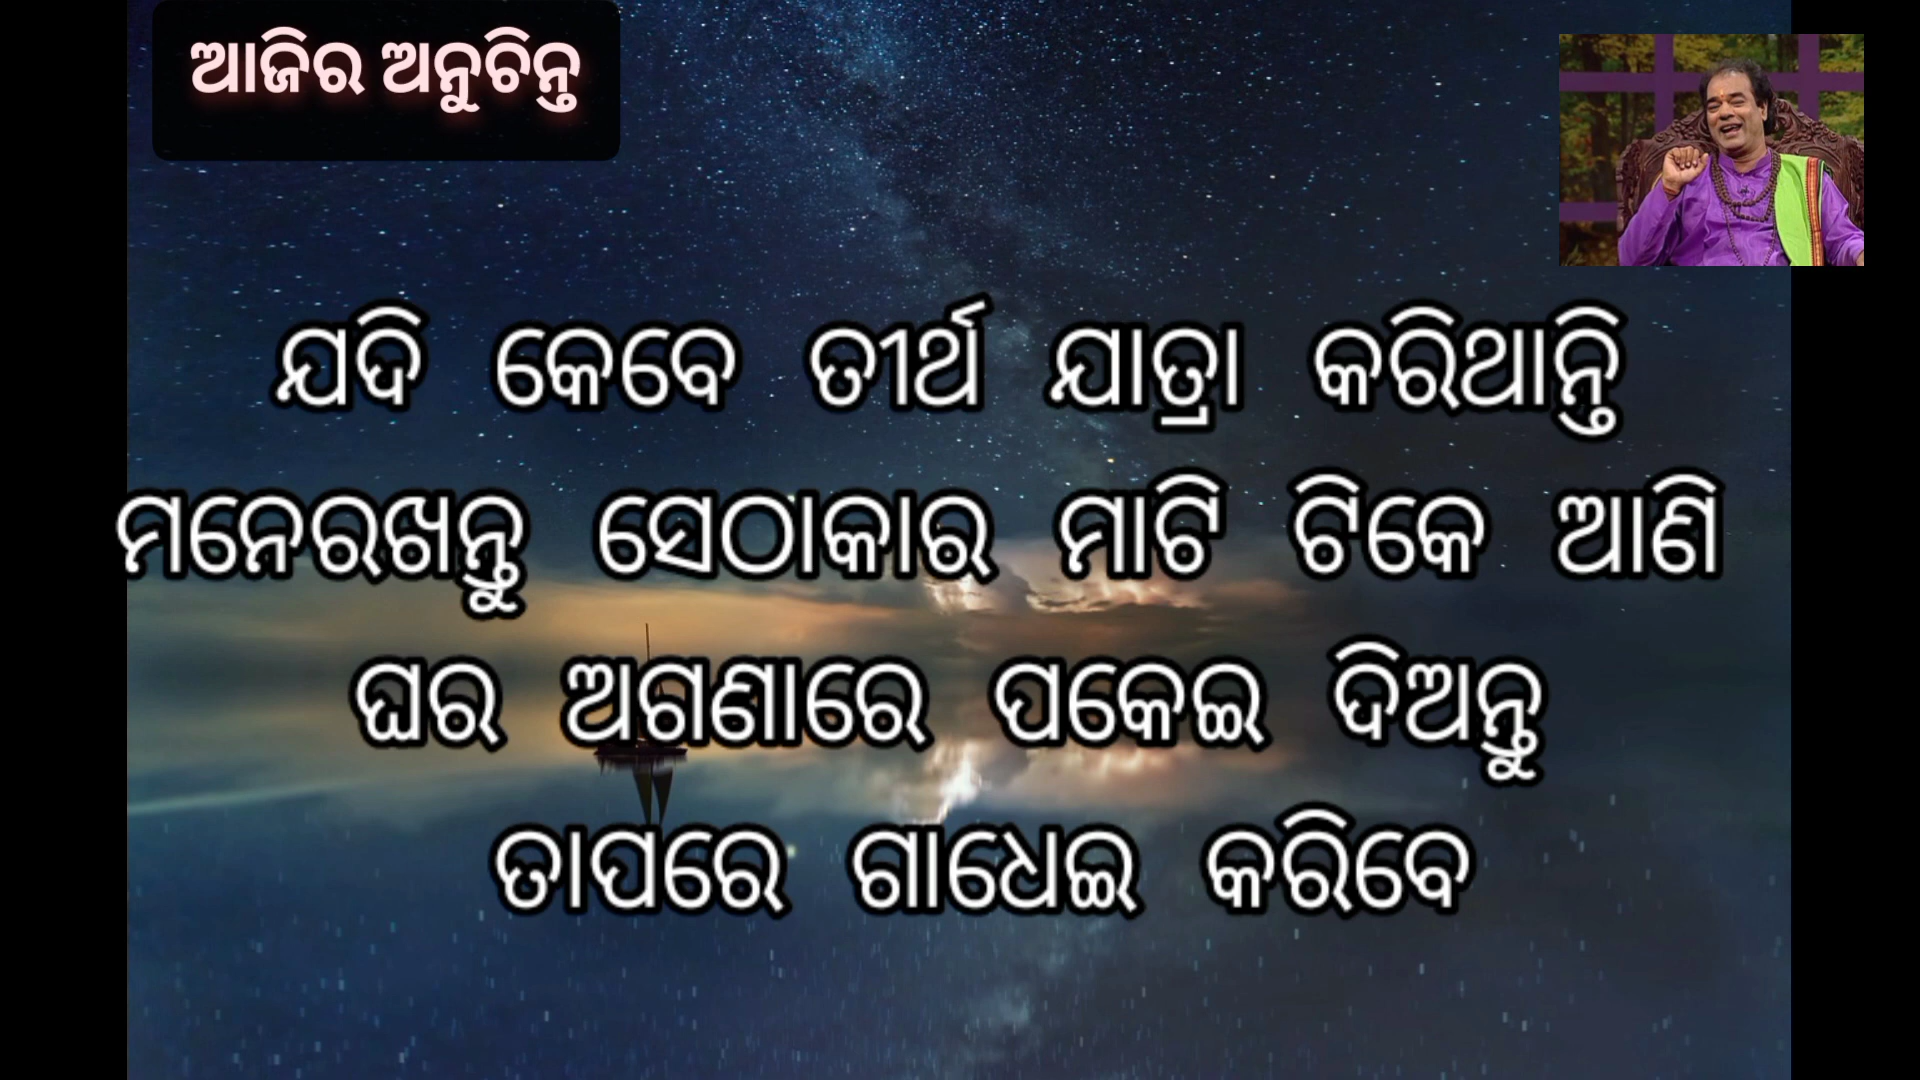 ଆଜିର ଅନୁଚିନ୍ତ
ଯଦି କେବେ ତୀର୍ଥ ଯାତ୍ରା କରିଥାନ୍ତି
ମନେରଖନ୍ତୁ ସେଠାକାର ମାଟି ଟିକେ ଆଣି
ଘର ଅଗଣାରେ ପକେଇ ଦିଅନ୍ତୁ
ତାପରେ ଗାଧେଇ କରିବେ